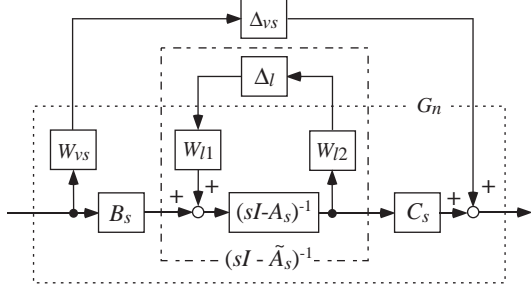 Δvs
Δl
Gn
Wvs
Wl1
Wl2
+ + + +
Bs
(sI-As)-1
Cs
(sI - Ãs)-1